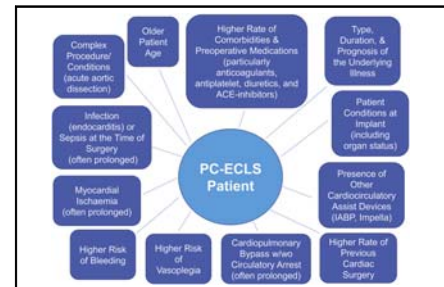 Complex
Procedure/
Conditions
(acute aortic
dissection)
Older
Patient
Age
Higher Rate of
Comorbidities &
Preoperative Medications
(particularly
anticoagulants,
antiplatelet, diuretics, and
ACE-inhibitors)
Type,
Duration, &
Prognosis of
the Underlying
Illness
Patient
Conditions at
Implant
(including
organ status)
Presence of
Other
Cardiocirculatory
Assist Devices
(IABP, Impella)
Higher Rate of
Previous
Cardiac
Surgery
Cardiopulmonary
Bypass w/wo
Circulatory Arrest
(often prolonged)
Higher Risk
of
Vasoplegia
Higher Risk
of Bleeding
Myocardial
Ischaemia
(often prolonged)
Infection
(endocarditis) or
Sepsis at the Time of
Surgery
(often prolonged)
PC-ECLS
Patient